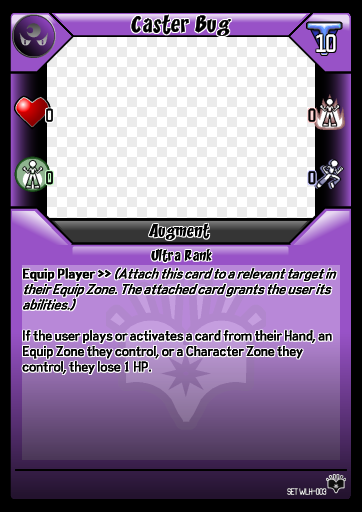 Caster Bug
10
0
0
0
0
Augment
Ultra Rank
Equip Player >> (Attach this card to a relevant target in
their Equip Zone. The attached card grants the user its
abilities.)
If the user plays or activates a card from their Hand, an
Equip Zone they control, or a Character Zone they
control, they lose 1 HP.
SET WLH-003